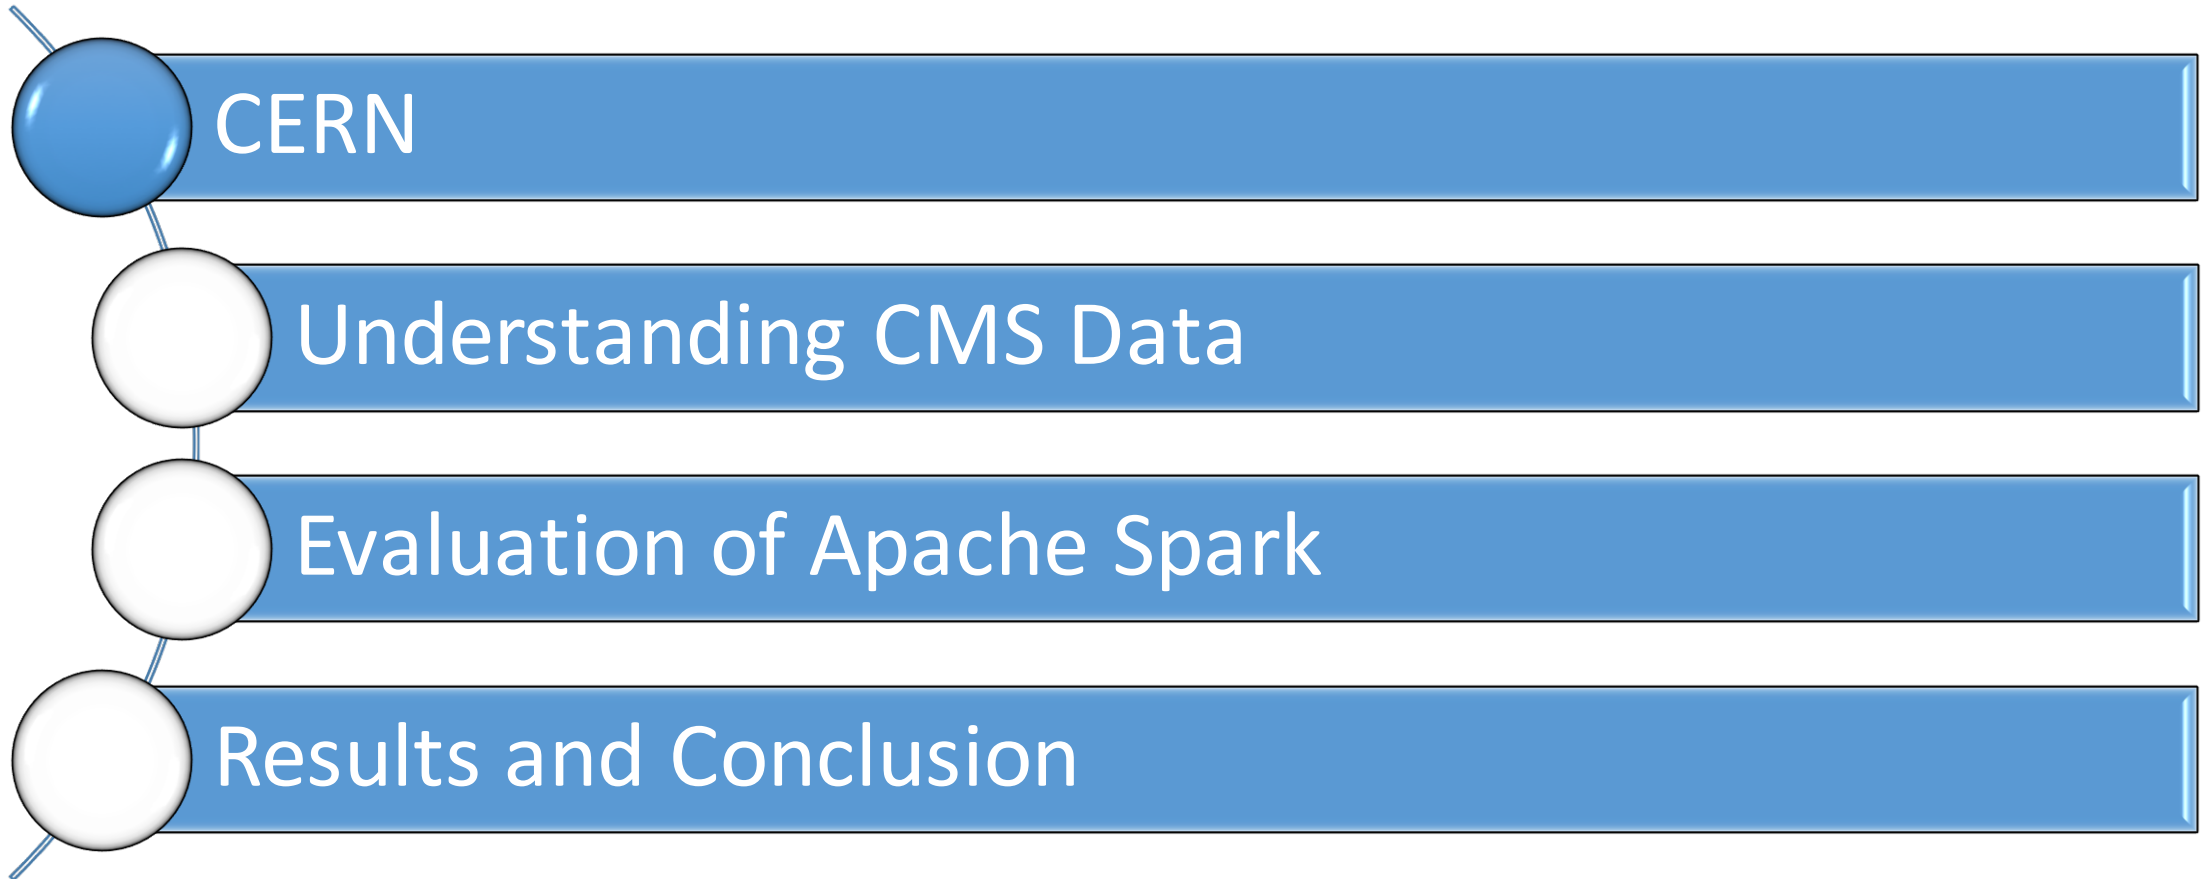 CERN
Understanding CMS Data
Evaluation of Apache Spark
Results and Conclusion